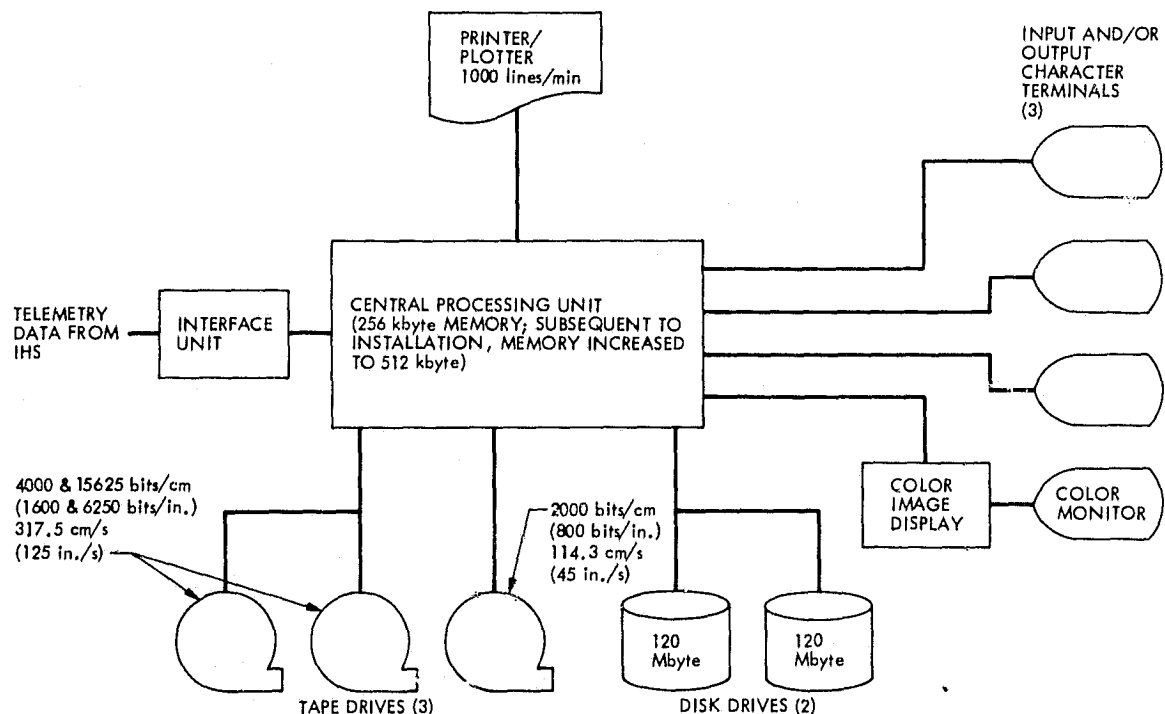 PRINTER/
PLOTTER
1000 lines/min
INPUT AND/OR
OUTPUT
CHARACTER
TERMINALS
(3)
TELEMETRY
DATA FROM
IHS
INTERFACE
UNIT
CENTRAL PROCESSING UNIT
(256 kbyte MEMORY; SUBSEQUENT TO
INSTALLATION, MEMORY INCREASED
TO 512 kbyte)
4000 & 15625 bits/cm
(1600 & 6250 bits/in.)
317.5 cm/s
(125 in./s)
2000 bits/cm
(800 bits/in.)
114.3 cm/s
(45 in./s)
COLOR
IMAGE
DISPLAY
COLOR
MONITOR
120
Mbyte
120
Mbyte
TAPE DRIVES (3)
DISK DRIVES (2)